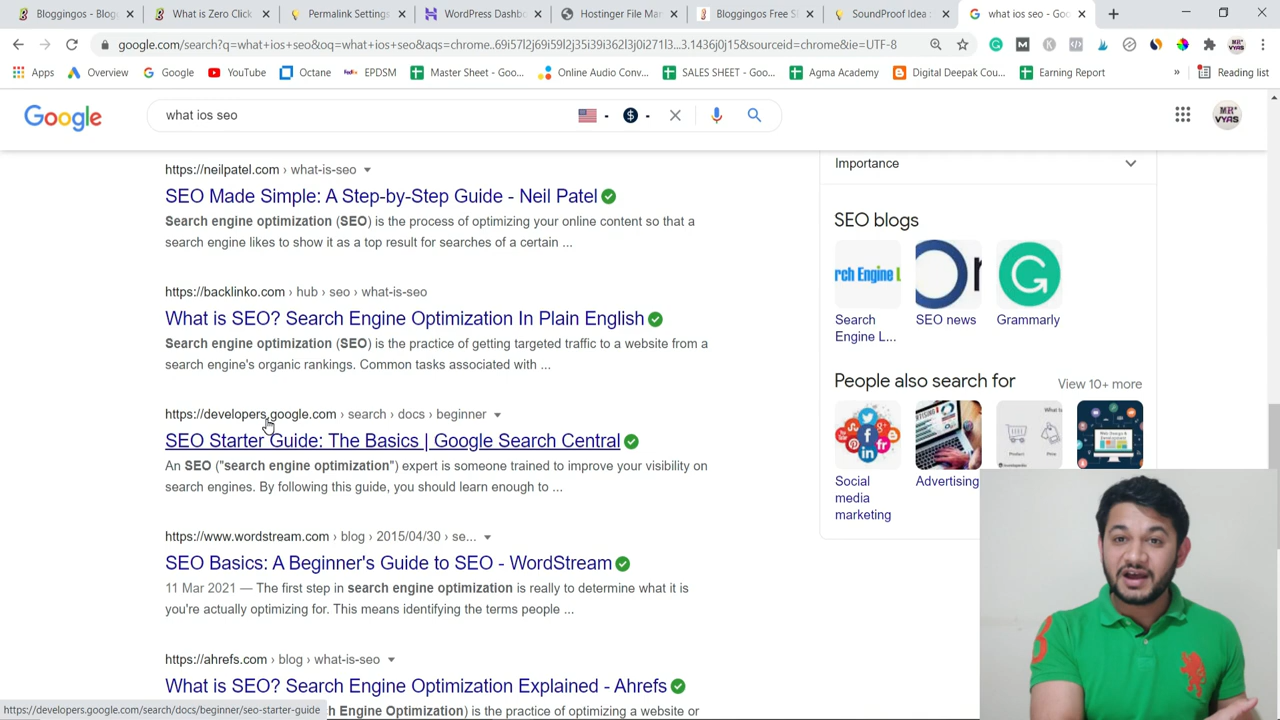 Bloggingos - Bloc
What is Zero Click
Permalink Settings
WordPress Dashb
Hostinger File Mar
Bloggingos Free S
SoundProof Idea
what ios seo - Goo
google.com/search?q=what+ios+seo&oq=what+ios+seo&aqs=chrome..69i57j69i59l2j35i39i362l3j0i271l3...3.1436j0j15&sourceid=chrome&ie=UTF-8
Apps
Overview
Google
YouTube
Octane
FedEx
EPDSM
Master Sheet - Goo...
Online Audio Conv...
SALES SHEET - Goo...
Agma Academy
Digital Deepak Cou...
Earning Report
»
Reading list
Google
what ios seo
MR
VYAS
https://neilpatel.com › what-is-seo
SEO Made Simple: A Step-by-Step Guide - Neil Patel
Search engine optimization (SEO) is the process of optimizing your online content so that a
search engine likes to show it as a top result for searches of a certain ...
https://backlinko.com › hub › seo › what-is-seo
What is SEO? Search Engine Optimization In Plain English
Search engine optimization (SEO) is the practice of getting targeted traffic to a website from a
search engine's organic rankings. Common tasks associated with ...
https://developers.google.com › search › docs › beginner
SEO Starter Guide: The Basics | Google Search Central
An SEO ("search engine optimization") expert is someone trained to improve your visibility on
search engines. By following this guide, you should learn enough to ...
https://www.wordstream.com › blog › 2015/04/30 › se...
SEO Basics: A Beginner's Guide to SEO - WordStream
11 Mar 2021 — The first step in search engine optimization is really to determine what it is
you're actually optimizing for. This means identifying the terms people ...
https://ahrefs.com › blog › what-is-seo
What is SEO? Search Engine Optimization Explained - Ahrefs
https://developers.google.com/search/docs/beginner/seo-starter-guide
h Engine Optimization) is the practice of optimizing a website or
Importance
SEO blogs
rch Engine L
Search
Engine L...
SEO news
Grammarly
People also search for
View 10+ more
Social
media
marketing
Advertising